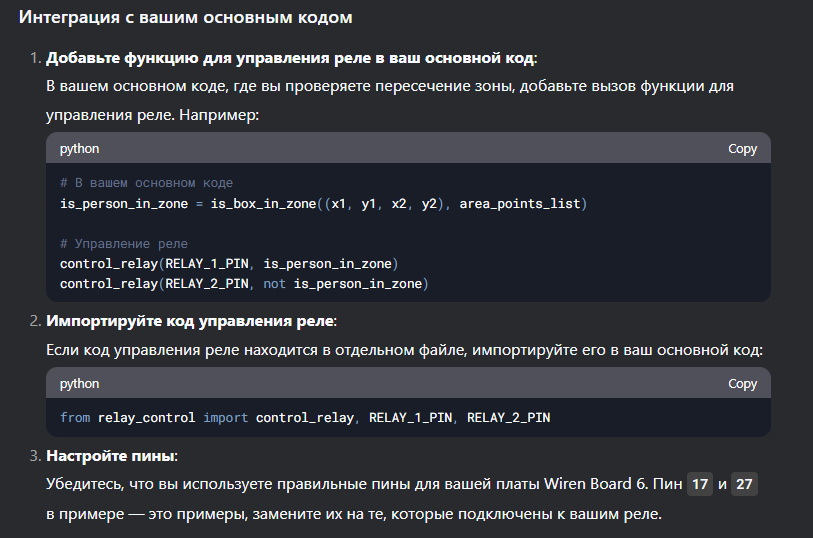 Интеграция с вашим основным кодом
1. Добавьте функцию для управления реле в ваш основной код:
В вашем основном коде, где вы проверяете пересечение зоны, добавьте вызов функции для
управления реле. Например:
python Copy
# В вашем основном коде
is_person_in_zone = is_box_in_zone((x1, y1, x2, y2), area_points_list)
# Управление реле
control_relay(RELAY_1_PIN, is_person_in_zone)
control_relay(RELAY_2_PIN, not is_person_in_zone)
2. Импортируйте код управления реле:
Если код управления реле находится в отдельном файле, импортируйте его в ваш основной код:
python Copy
from relay_control import control_relay, RELAY_1_PIN, RELAY_2_PIN
3. Настройте пины:
Убедитесь, что вы используете правильные пины для вашей платы Wiren Board 6. Пин 17 и 27
в примере — это примеры, замените их на те, которые подключены к вашим реле.